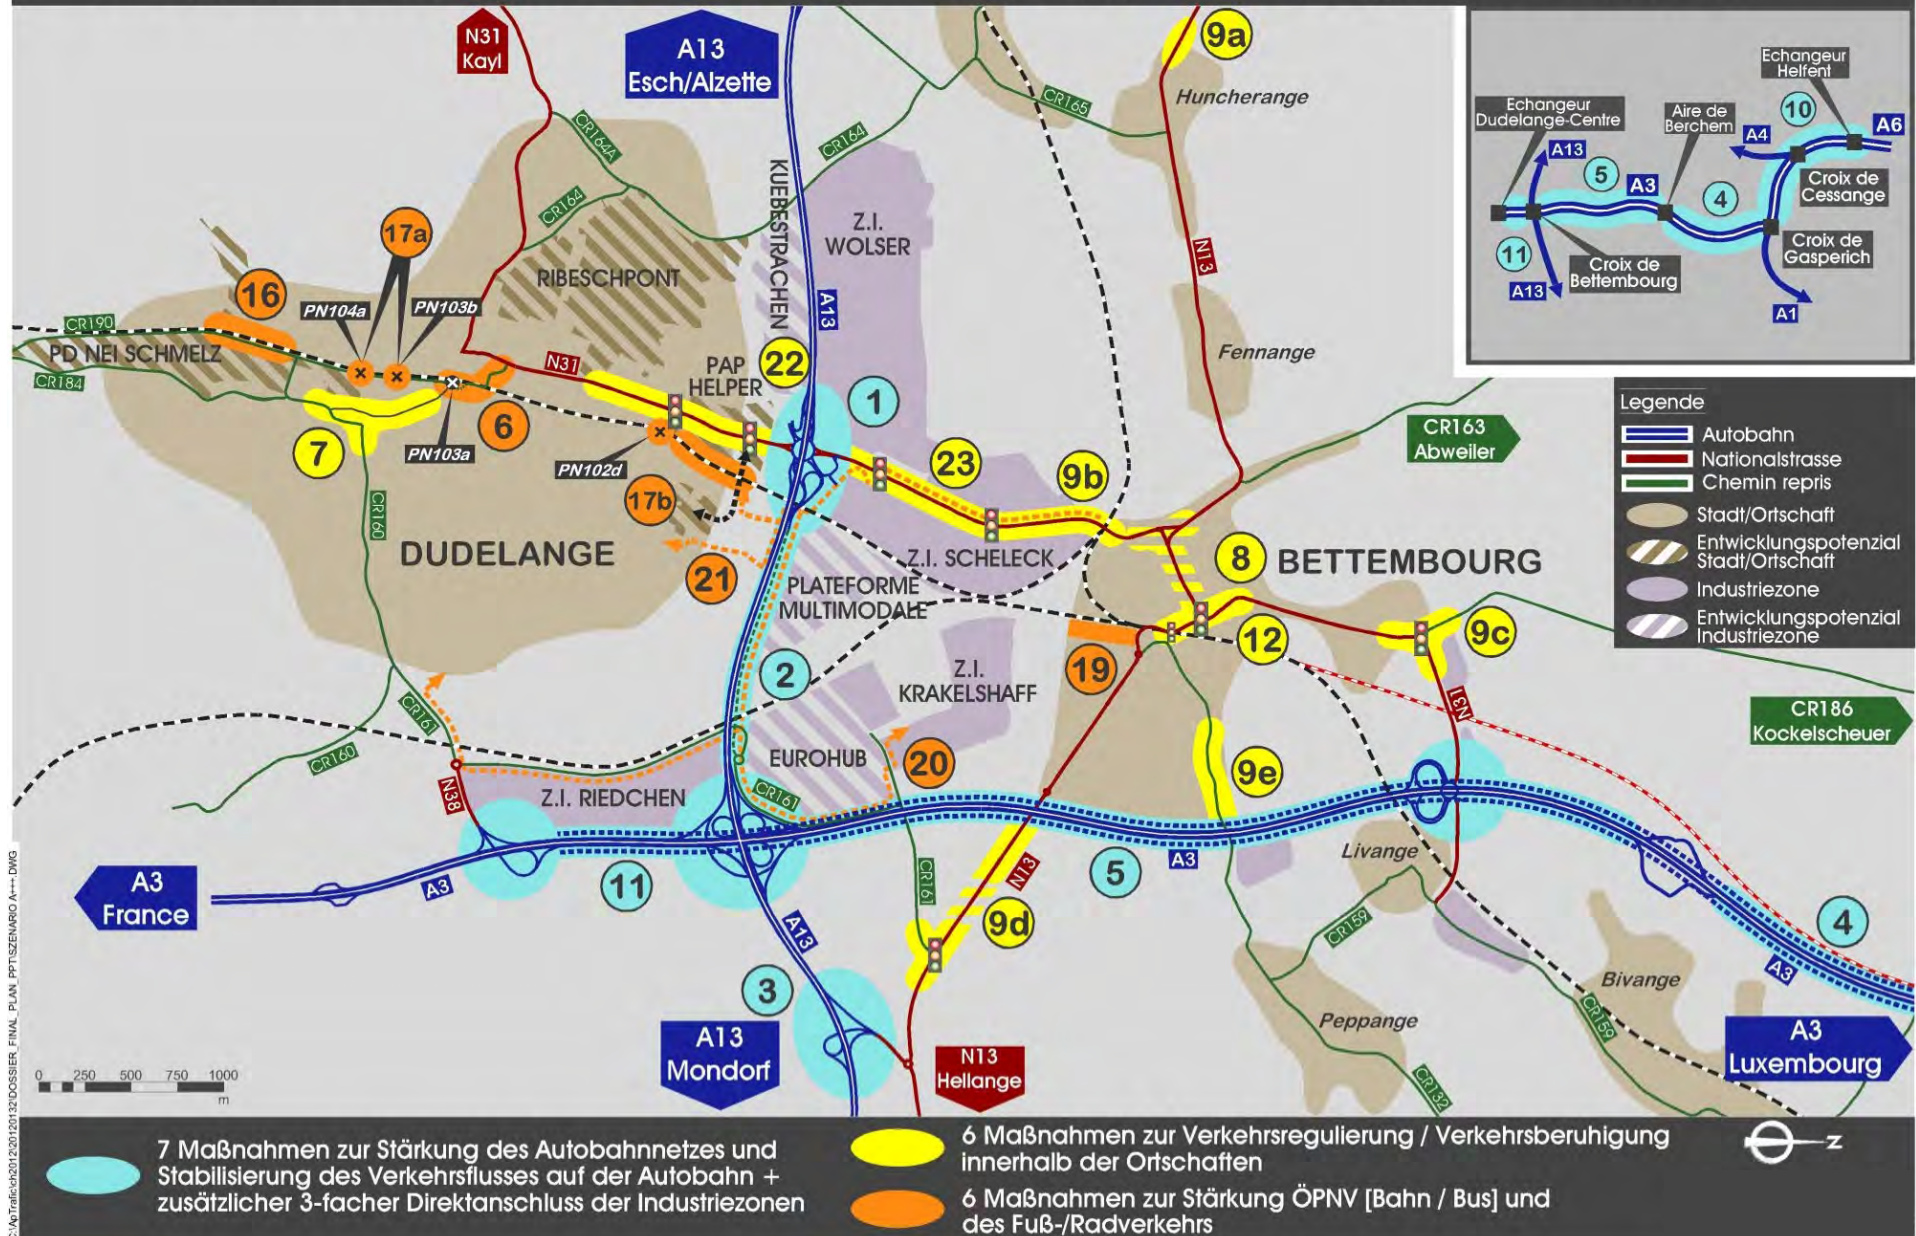 N31
Kayl
A13
Esch/Alzette
9a
Huncherange
CR165
CR164A
CR164
CR164
KUEBESTRACHEN
Z.I.
WOLSER
N13
A13
RIBESCHPONT
17a
16
PN104a
PN103b
CR190
PD NEI SCHMELZ
CR184
N31
PAP
HELPER
22
1
Fennange
7
6
PN103a
PN102d
17b
23
9b
CR163
Abweiler
CR160
DUDELANGE
21
Z.I. SCHELECK
PLATEFORME
MULTIMODALE
8
BETTEMBOURG
12
9c
19
2
Z.I.
KRAKELSHAFF
N31
CR161
CR160
EUROHUB
20
9e
CR186
Kockelscheuer
N38
Z.I. RIEDCHEN
CR161
A3
France
A3
11
CR161
N13
5
A3
Livange
9d
A13
CR159
4
A3
3
Bivange
Peppange
CR159
A13
Mondorf
N13
Hellange
CR132
A3
Luxembourg
0 250 500 750 1000
m
Echangeur
Helfent
Echangeur
Dudelange-Centre
Aire de
Berchem
10
A4
A6
A13
5
A3
4
Croix de
Cessange
11
Croix de
Bettembourg
Croix de
Gasperich
A13
A1
Legende
Autobahn
Nationalstrasse
Chemin repris
Stadt/Ortschaft
Entwicklungspotenzial
Stadt/Ortschaft
Industriezone
Entwicklungspotenzial
Industriezone
7 Maßnahmen zur Stärkung des Autobahnnetzes und
Stabilisierung des Verkehrsflusses auf der Autobahn +
zusätzlicher 3-facher Direktanschluss der Industriezonen
6 Maßnahmen zur Verkehrsregulierung / Verkehrsberuhigung
innerhalb der Ortschaften
6 Maßnahmen zur Stärkung ÖPNV [Bahn / Bus] und
des Fuß-/Radverkehrs
Z